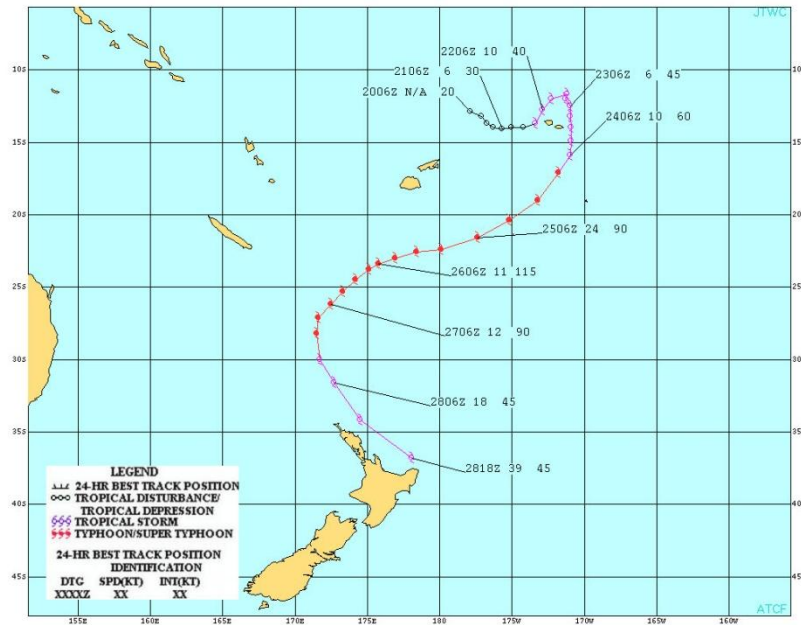 JTWC
2206Z 10 40
10S
2106Z 6 30
2306Z 6 45
10
2006Z N/A 20
2406Z 10 60
15S
15
20S
20
2506Z 24 90
2606Z 11 115
25S
25
2706Z 12 90
30S
30
2806Z 18 45
35S
35
2818Z 39 45
LEGEND
24-HR BEST TRACK POSITION
TROPICAL DISTURBANCE/
TROPICAL DEPRESSION
TROPICAL STORM
TYPHOON/SUPER TYPHOON
40S
40
24-HR BEST TRACK POSITION
IDENTIFICATION
DTG SPD(KT) INT(KT)
XXXXZ XX XX
45S
45
ATCF
155E 160E 165E 170E 175E 180E 175W 170W 165W 160W